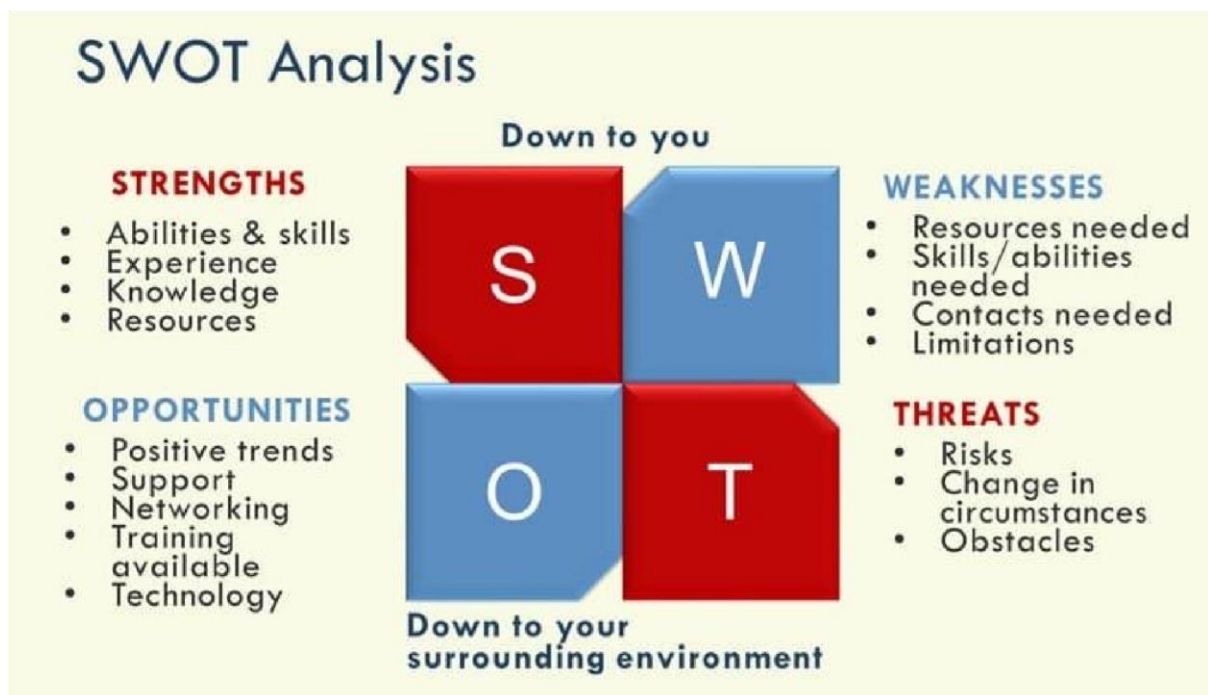 SWOT Analysis
Down to you
STRENGTHS
• Abilities & skills
• Experience
• Knowledge
• Resources
S
W
WEAKNESSES
• Resources needed
• Skills/abilities
needed
• Contacts needed
• Limitations
OPPORTUNITIES
• Positive trends
• Support
• Networking
• Training
available
• Technology
O
T
THREATS
• Risks
• Change in
circumstances
• Obstacles
Down to your
surrounding environment